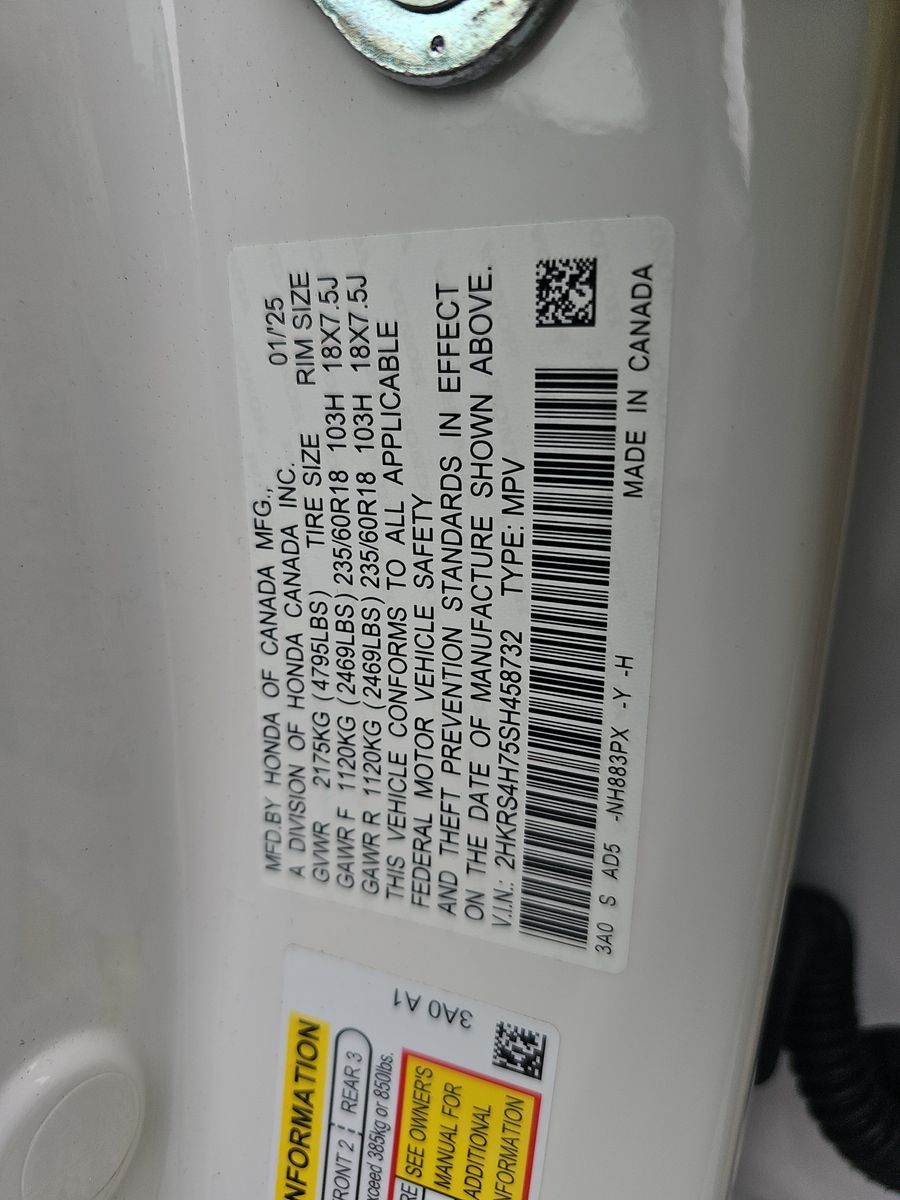 MFD.BY HONDA OF CANADA MFG., 01/'25
A DIVISION OF HONDA CANADA INC.
GVWR 2175KG (4795LBS) TIRE SIZE RIM SIZE
GAWR F 1120KG (2469LBS) 235/60R18 103H 18X7.5J
GAWR R 1120KG (2469LBS) 235/60R18 103H 18X7.5J
THIS VEHICLE CONFORMS TO ALL APPLICABLE
FEDERAL MOTOR VEHICLE SAFETY
AND THEFT PREVENTION STANDARDS IN EFFECT
ON THE DATE OF MANUFACTURE SHOWN ABOVE.
V.I.N.: 2HKRS4H75SH458732 TYPE: MPV
3A0 S AD5 -NH883PX -Y -H
MADE IN CANADA
3A0 A1
NFORMATION
RONT 2 REAR 3
xceed 385kg or 850lbs.
RE
SEE OWNER'S
MANUAL FOR
ADDITIONAL
NFORMATION